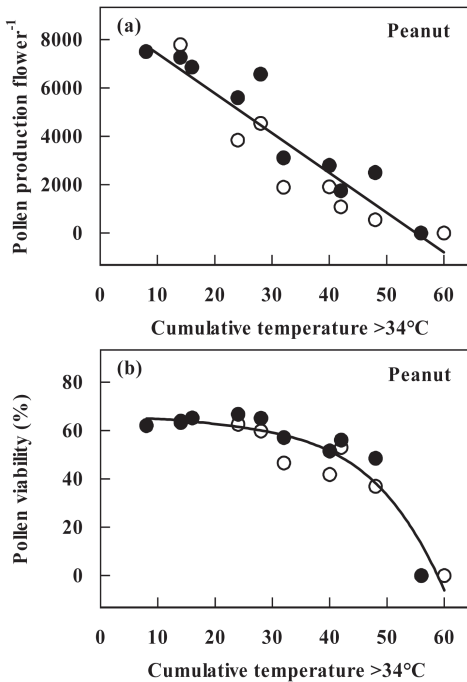 (a) Peanut
Pollen production flower⁻¹
8000
6000
4000
2000
0
0 10 20 30 40 50 60
Cumulative temperature >34°C
(b) Peanut
Pollen viability (%)
80
60
40
20
0
0 10 20 30 40 50 60
Cumulative temperature >34°C